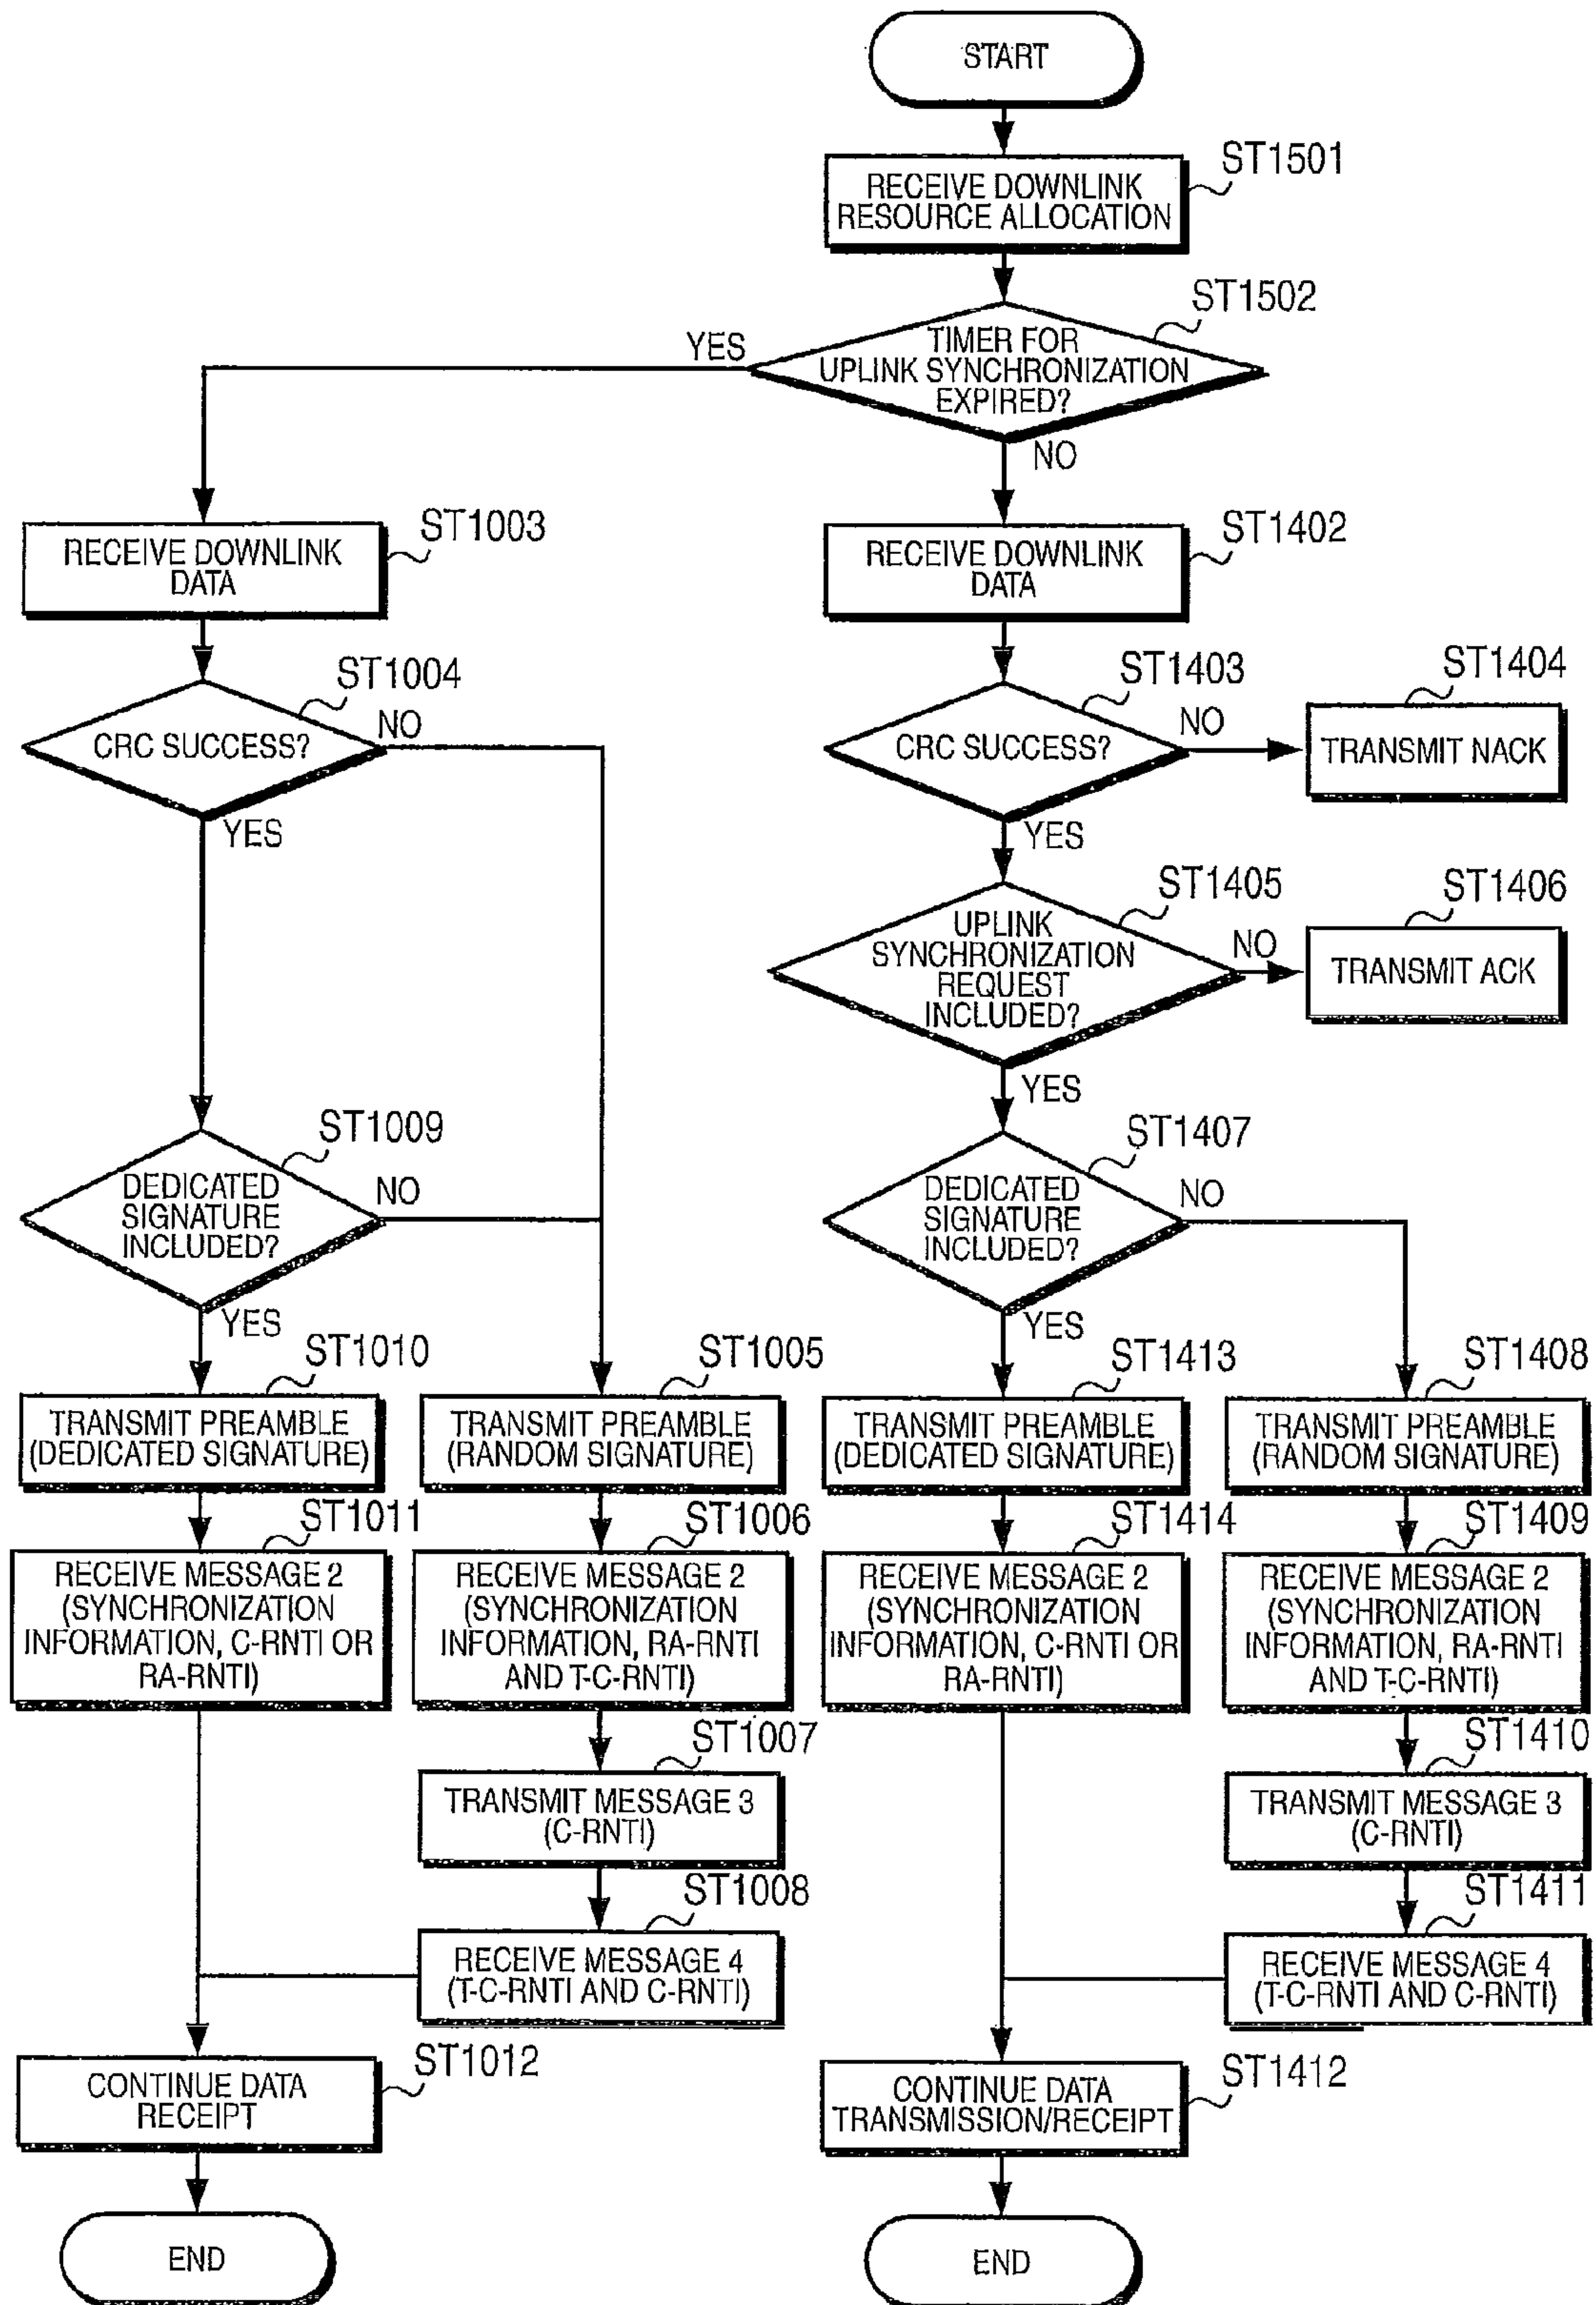 START
ST1501
RECEIVE DOWNLINK
RESOURCE ALLOCATION
ST1502
TIMER FOR
UPLINK SYNCHRONIZATION
EXPIRED?
YES
NO
ST1003
RECEIVE DOWNLINK
DATA
ST1402
RECEIVE DOWNLINK
DATA
ST1004
CRC SUCCESS?
NO
YES
ST1403
CRC SUCCESS?
NO
YES
ST1404
TRANSMIT NACK
ST1405
UPLINK
SYNCHRONIZATION
REQUEST
INCLUDED?
NO
YES
ST1406
TRANSMIT ACK
ST1009
DEDICATED
SIGNATURE
INCLUDED?
NO
YES
ST1407
DEDICATED
SIGNATURE
INCLUDED?
NO
YES
ST1010
TRANSMIT PREAMBLE
(DEDICATED SIGNATURE)
ST1005
TRANSMIT PREAMBLE
(RANDOM SIGNATURE)
ST1413
TRANSMIT PREAMBLE
(DEDICATED SIGNATURE)
ST1408
TRANSMIT PREAMBLE
(RANDOM SIGNATURE)
ST1011
RECEIVE MESSAGE 2
(SYNCHRONIZATION
INFORMATION, C-RNTI OR
RA-RNTI)
ST1006
RECEIVE MESSAGE 2
(SYNCHRONIZATION
INFORMATION, RA-RNTI
AND T-C-RNTI)
ST1414
RECEIVE MESSAGE 2
(SYNCHRONIZATION
INFORMATION, C-RNTI OR
RA-RNTI)
ST1409
RECEIVE MESSAGE 2
(SYNCHRONIZATION
INFORMATION, RA-RNTI
AND T-C-RNTI)
ST1007
TRANSMIT MESSAGE 3
(C-RNTI)
ST1410
TRANSMIT MESSAGE 3
(C-RNTI)
ST1008
RECEIVE MESSAGE 4
(T-C-RNTI AND C-RNTI)
ST1411
RECEIVE MESSAGE 4
(T-C-RNTI AND C-RNTI)
ST1012
CONTINUE DATA
RECEIPT
ST1412
CONTINUE DATA
TRANSMISSION/RECEIPT
END
END